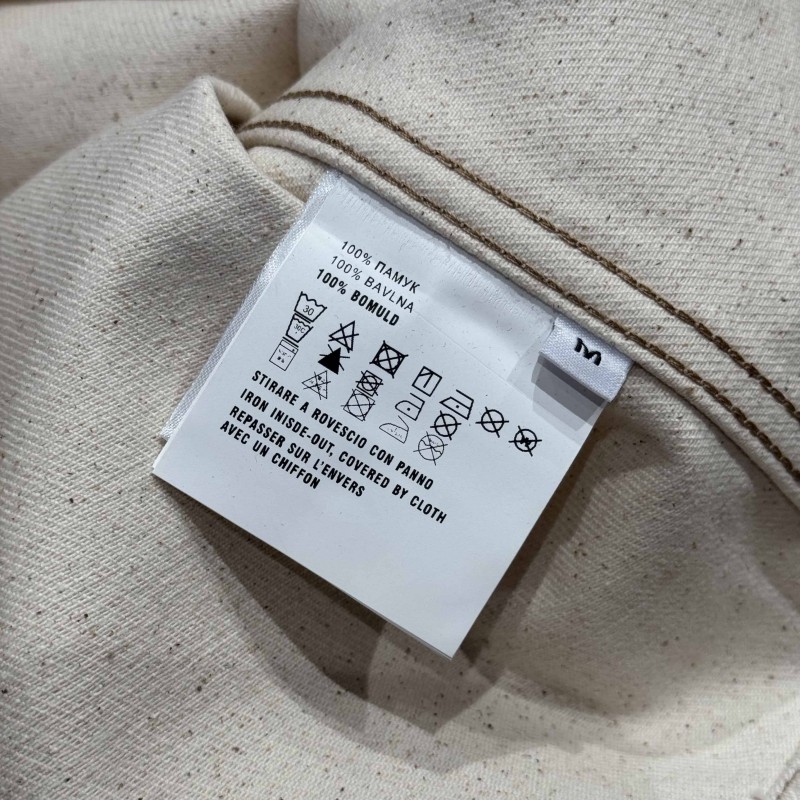 100% ПАМУК
100% BAVLNA
100% BOMULD
M
30
30C
STIRARE A ROVESCIO CON PANNO
IRON INISDE-OUT, COVERED BY CLOTH
REPASSER SUR L'ENVERS
AVEC UN CHIFFON